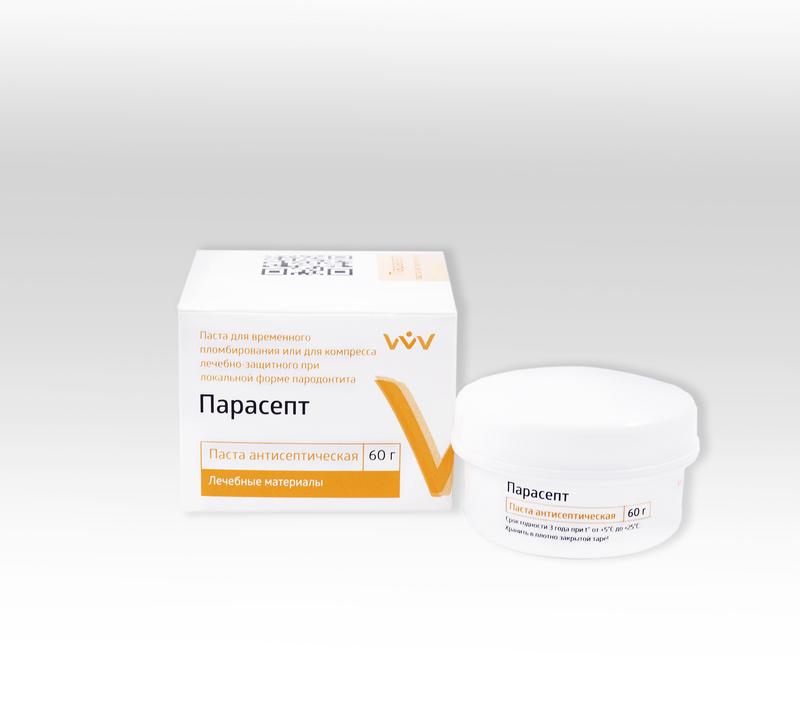 Паста для временного
пломбирования или для компресса
лечебно-защитного при
локальной форме пародонтита
VVV
Парасепт
Паста антисептическая 60 г
Лечебные материалы
Парасепт
Паста антисептическая 60 г
Срок годности 3 года при t° от +5°C до +25°C
Хранить в плотно закрытой таре!